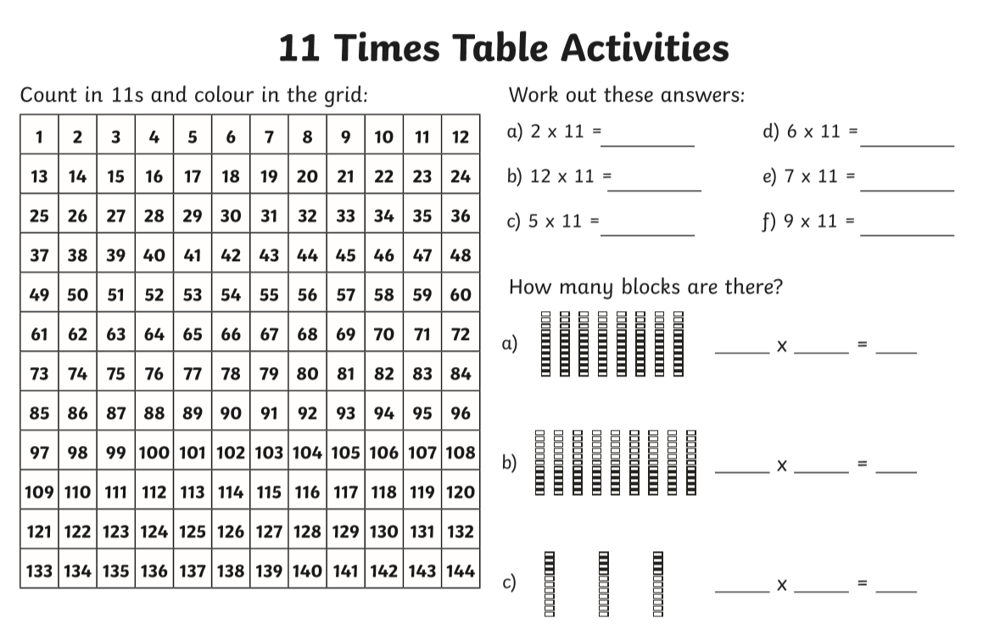 11 Times Table Activities
Count in 11s and colour in the grid:
1 2 3 4 5 6 7 8 9 10 11 12
13 14 15 16 17 18 19 20 21 22 23 24
25 26 27 28 29 30 31 32 33 34 35 36
37 38 39 40 41 42 43 44 45 46 47 48
49 50 51 52 53 54 55 56 57 58 59 60
61 62 63 64 65 66 67 68 69 70 71 72
73 74 75 76 77 78 79 80 81 82 83 84
85 86 87 88 89 90 91 92 93 94 95 96
97 98 99 100 101 102 103 104 105 106 107 108
109 110 111 112 113 114 115 116 117 118 119 120
121 122 123 124 125 126 127 128 129 130 131 132
133 134 135 136 137 138 139 140 141 142 143 144
Work out these answers:
a) 2 x 11 = ________ d) 6 x 11 = ________
b) 12 x 11 = ________ e) 7 x 11 = ________
c) 5 x 11 = ________ f) 9 x 11 = ________
How many blocks are there?
a) _____ x _____ = ____
b) _____ x _____ = ____
c) _____ x _____ = ____